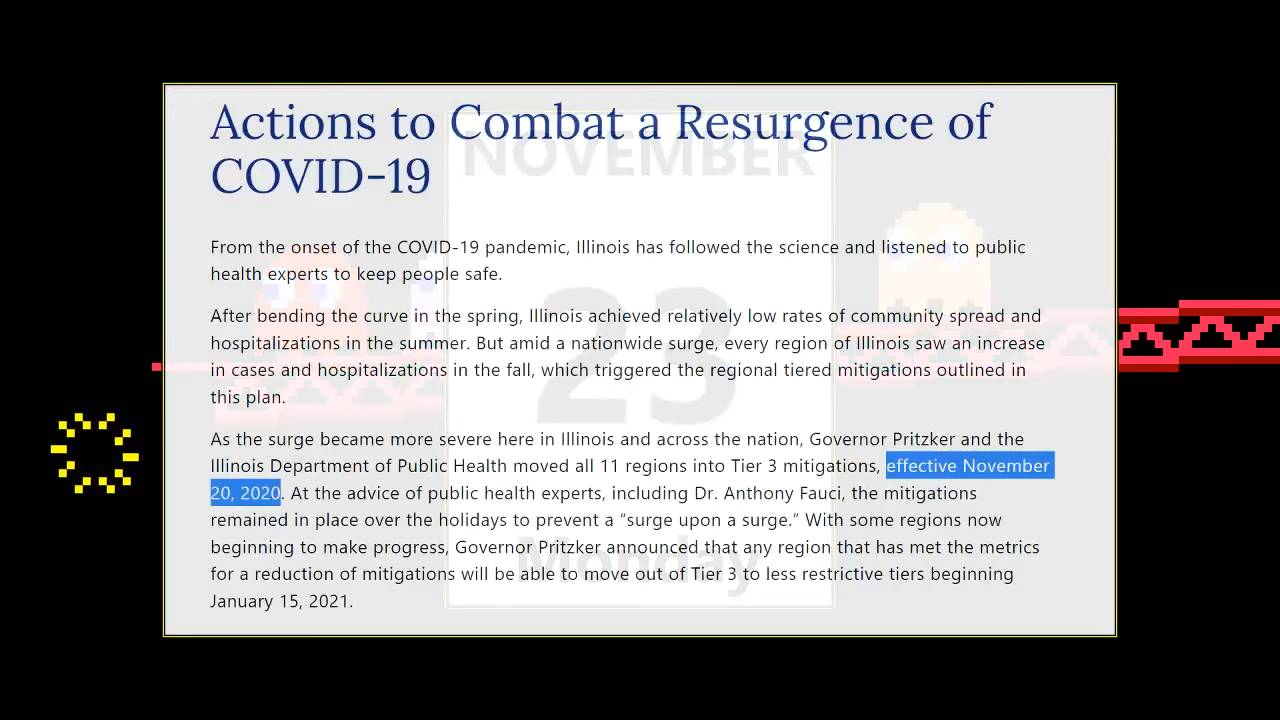 Actions to Combat a Resurgence of
COVID-19
From the onset of the COVID-19 pandemic, Illinois has followed the science and listened to public
health experts to keep people safe.
After bending the curve in the spring, Illinois achieved relatively low rates of community spread and
hospitalizations in the summer. But amid a nationwide surge, every region of Illinois saw an increase
in cases and hospitalizations in the fall, which triggered the regional tiered mitigations outlined in
this plan.
As the surge became more severe here in Illinois and across the nation, Governor Pritzker and the
Illinois Department of Public Health moved all 11 regions into Tier 3 mitigations, effective November
20, 2020. At the advice of public health experts, including Dr. Anthony Fauci, the mitigations
remained in place over the holidays to prevent a “surge upon a surge.” With some regions now
beginning to make progress, Governor Pritzker announced that any region that has met the metrics
for a reduction of mitigations will be able to move out of Tier 3 to less restrictive tiers beginning
January 15, 2021.
NOVEMBER
23
Monday